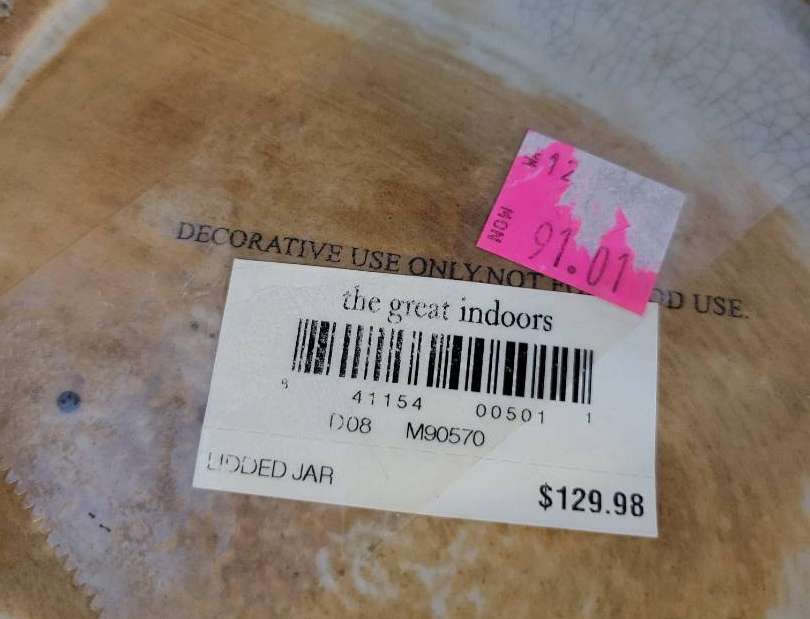 12
MON
91.01
DECORATIVE USE ONLY. NOT USE.
the great indoors
6 41154 00501 1
D08 M90570
LIDDED JAR
$129.98